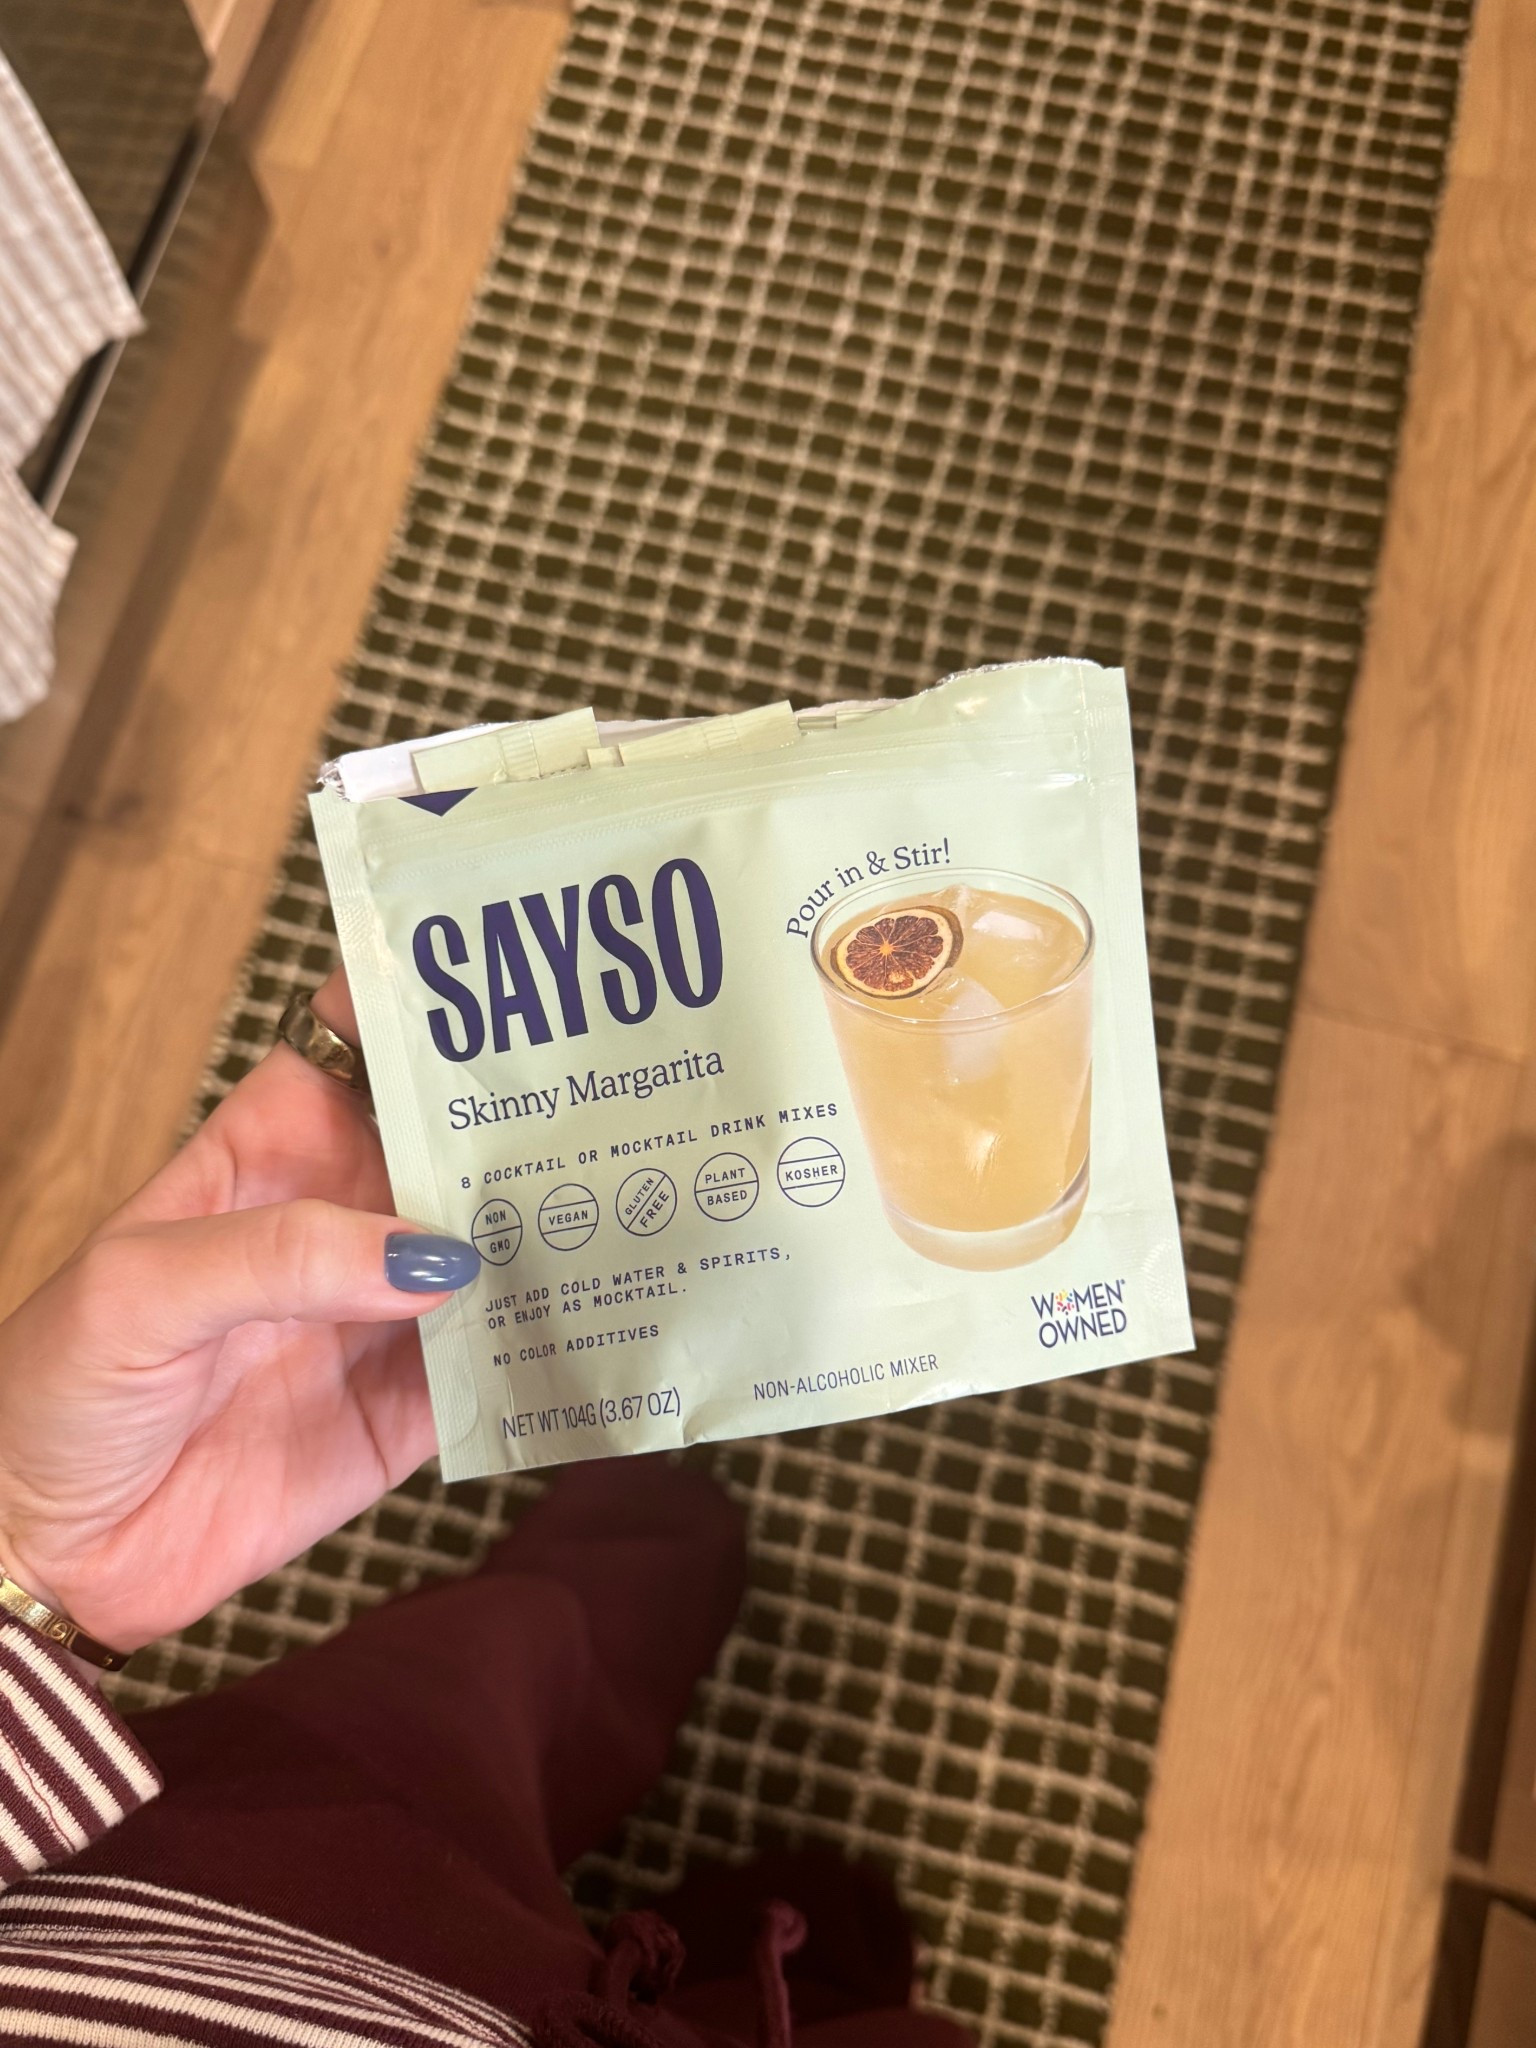 SAYSO
Skinny Margarita
Pour in & Stir!
8 COCKTAIL OR MOCKTAIL DRINK MIXES
NON
GMO
VEGAN
GLUTEN
FREE
PLANT
BASED
KOSHER
JUST ADD COLD WATER & SPIRITS,
OR ENJOY AS MOCKTAIL.
NO COLOR ADDITIVES
NET WT 104G (3.67 OZ)
NON-ALCOHOLIC MIXER
WOMEN
OWNED